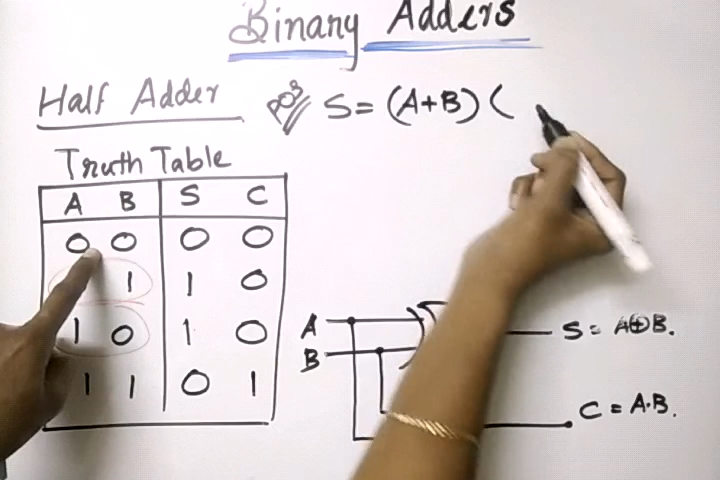 Binary Adders
Half Adder POS S = (A+B) (
Truth Table
A B S C
0 0 0 0
1 1 0
1 0 1 0
1 1 0 1
A
B
S = A⊕B.
C = A·B.